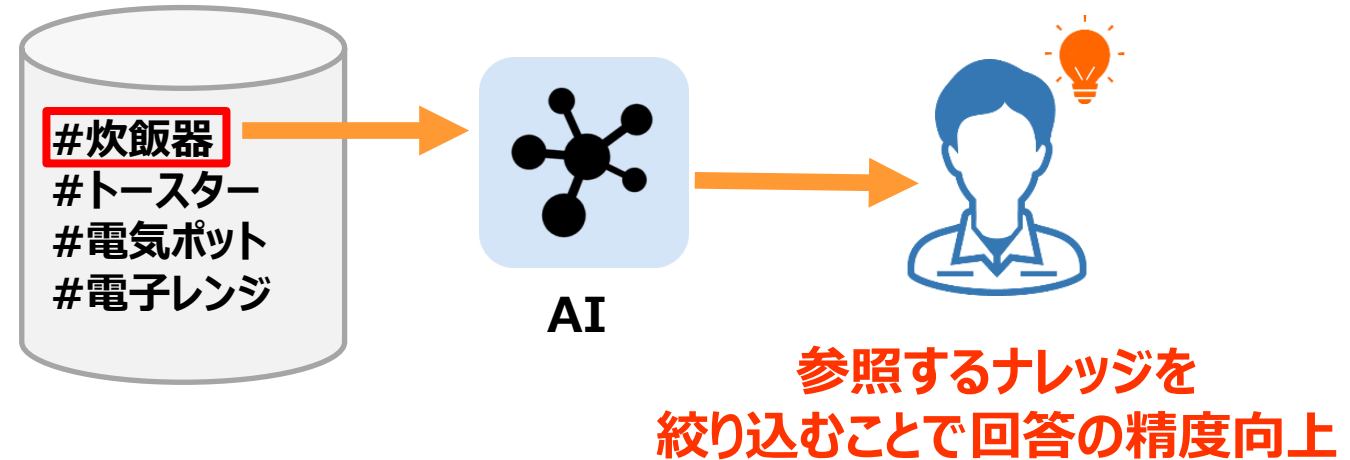 #炊飯器
#トースター
#電気ポット
#電子レンジ
AI
参照するナレッジを
絞り込むことで回答の精度向上